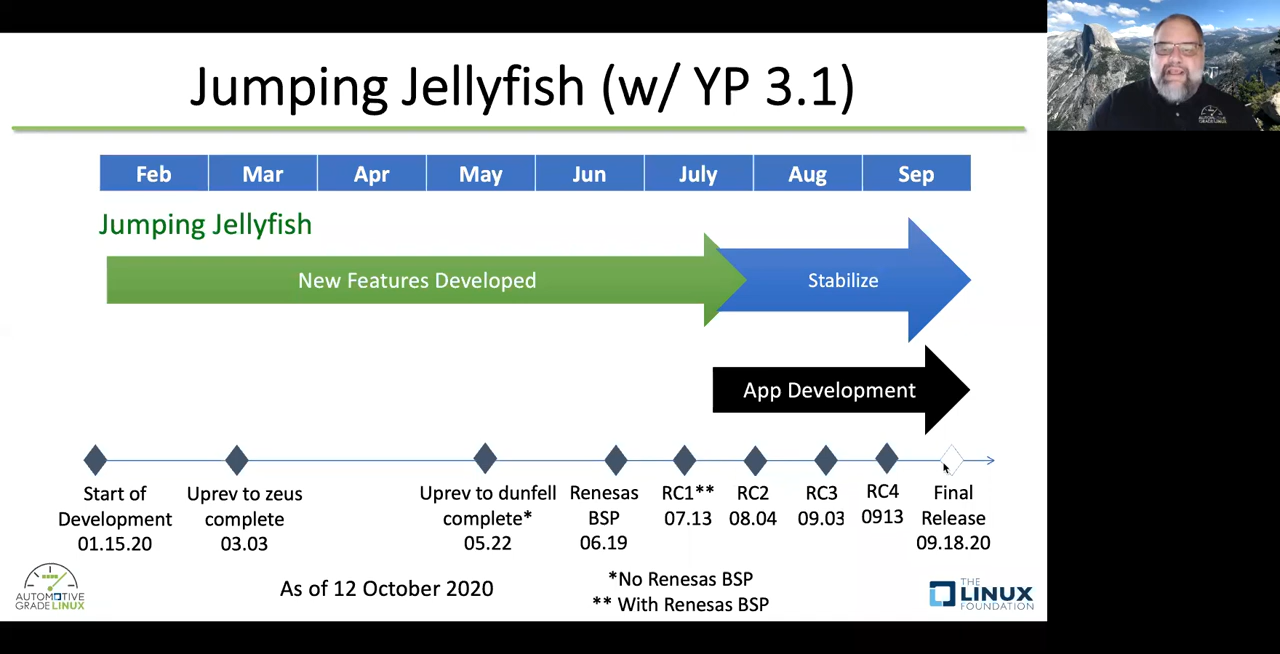 Jumping Jellyfish (w/ YP 3.1)
Feb Mar Apr May Jun July Aug Sep
Jumping Jellyfish
New Features Developed
Stabilize
App Development
Start of
Development
01.15.20
Uprev to zeus
complete
03.03
Uprev to dunfell
complete*
05.22
Renesas
BSP
06.19
RC1**
07.13
RC2
08.04
RC3
09.03
RC4
0913
Final
Release
09.18.20
AUTOMOTIVE
GRADELINUX
As of 12 October 2020
*No Renesas BSP
** With Renesas BSP
THE
LINUX
FOUNDATION
AUTOMOTIVE
GRADELINUX